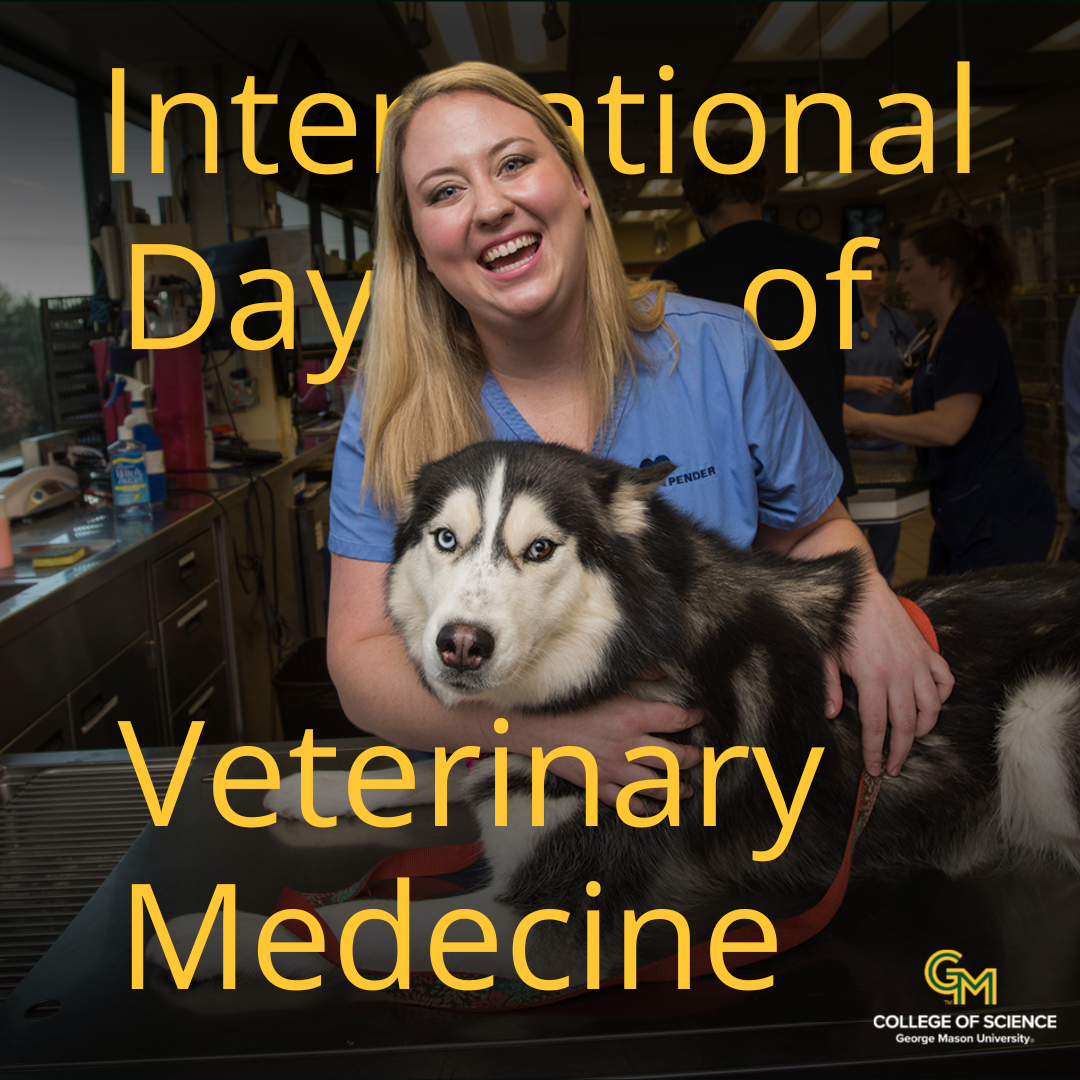 International
Day of
Veterinary
Medecine
PENDER
GM
COLLEGE OF SCIENCE
George Mason University